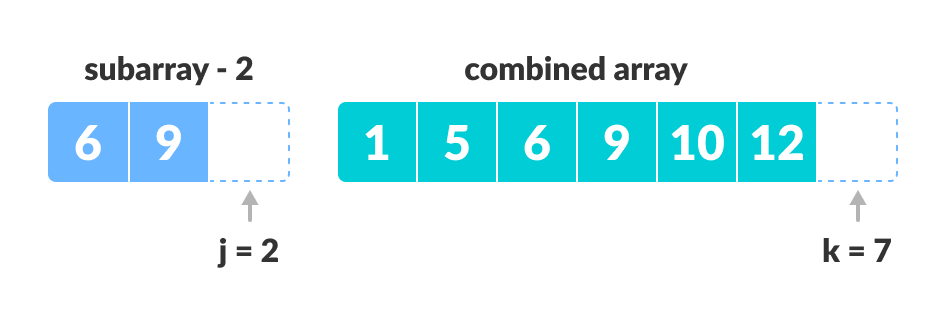 subarray - 2
combined array
6 9
1 5 6 9 10 12
j = 2
k = 7